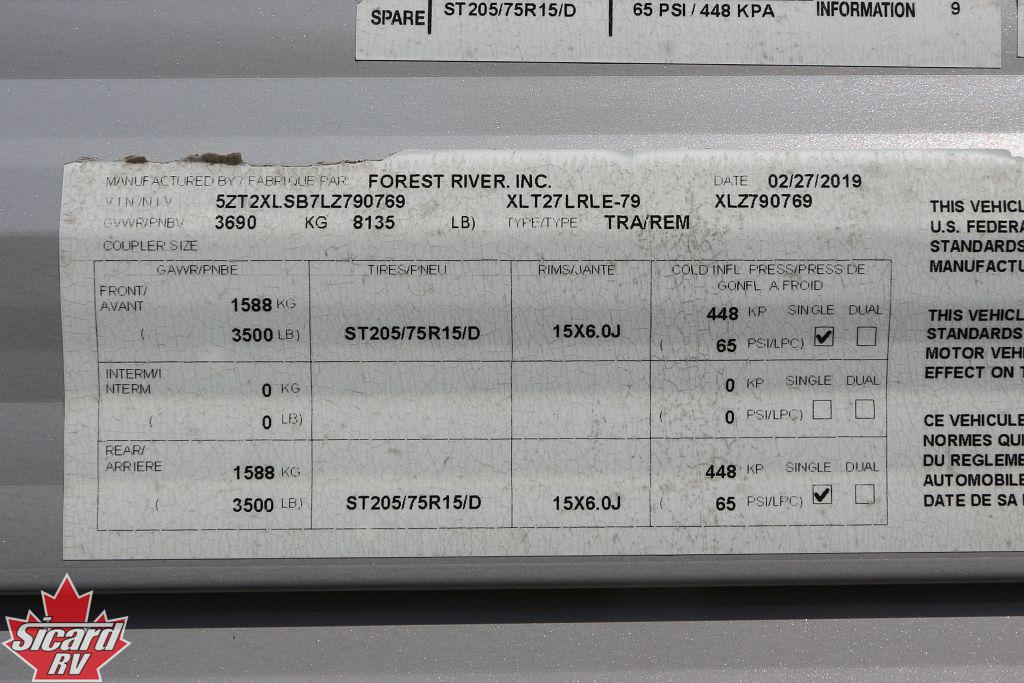 SPARE ST205/75R15/D 65 PSI / 448 KPA INFORMATION 9
MANUFACTURED BY / FABRIQUE PAR: FOREST RIVER. INC. DATE 02/27/2019
V.I.N./N.I.V. 5ZT2XLSB7LZ790769 XLT27LRLE-79 XLZ790769
GVWR/PNBV 3690 KG 8135 LB) TYPE/TYPE TRA/REM
COUPLER SIZE
GAWR/PNBE TIRES/PNEU RIMS/JANTE COLD INFL PRESS/PRESS DE
GONFL A FROID
FRONT/
AVANT 1588 KG 448 KP SINGLE DUAL
( 3500 LB) ST205/75R15/D 15X6.0J ( 65 PSI/LPC)
INTERM/I
NTERM 0 KG 0 KP SINGLE DUAL
( 0 LB) ( 0 PSI/LPC)
REAR/
ARRIERE 1588 KG 448 KP SINGLE DUAL
( 3500 LB) ST205/75R15/D 15X6.0J ( 65 PSI/LPC)
THIS VEHICL
U.S. FEDERA
STANDARDS
MANUFACTU
THIS VEHICL
STANDARDS
MOTOR VEHI
EFFECT ON T
CE VEHICULE
NORMES QUI
DU REGLEME
AUTOMOBILE
DATE DE SA
Sicard
RV